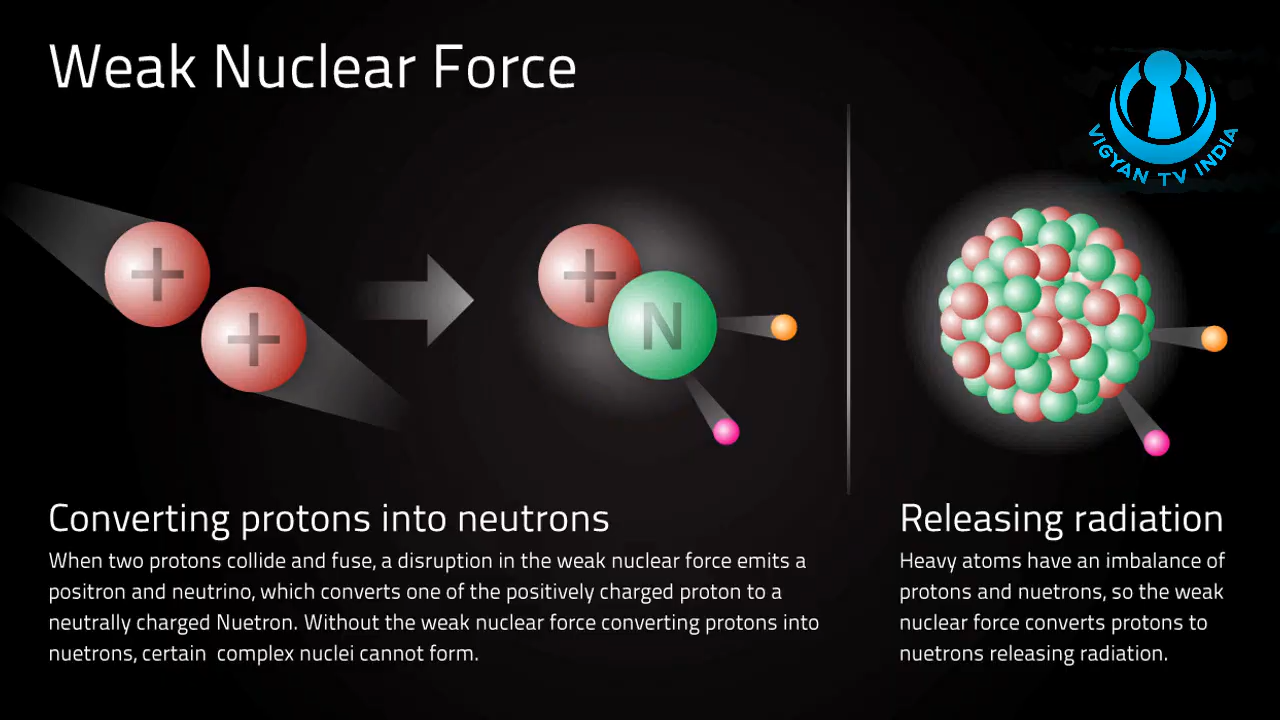 Weak Nuclear Force
VIGYAN TV INDIA
+
+
+
N
Converting protons into neutrons
When two protons collide and fuse, a disruption in the weak nuclear force emits a
positron and neutrino, which converts one of the positively charged proton to a
neutrally charged Nuetron. Without the weak nuclear force converting protons into
nuetrons, certain  complex nuclei cannot form.
Releasing radiation
Heavy atoms have an imbalance of
protons and nuetrons, so the weak
nuclear force converts protons to
nuetrons releasing radiation.